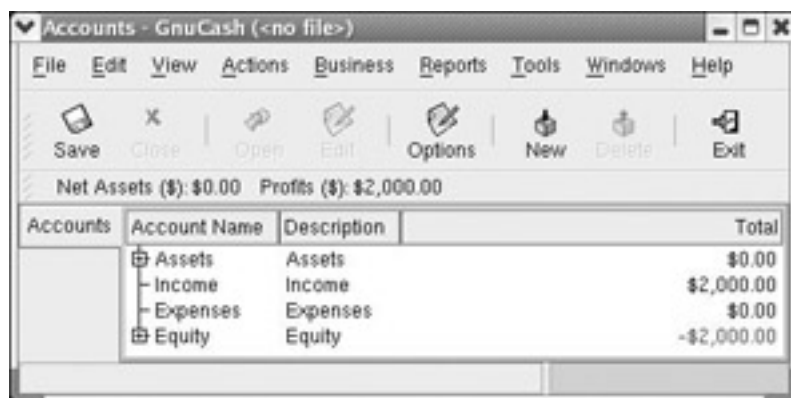 Accounts - GnuCash (<no file>)
File Edit View Actions Business Reports Tools Windows Help
Save Close Open Edit Options New Delete Exit
Net Assets ($): $0.00 Profits ($): $2,000.00
Accounts Account Name Description Total
Assets Assets $0.00
Income Income $2,000.00
Expenses Expenses $0.00
Equity Equity -$2,000.00